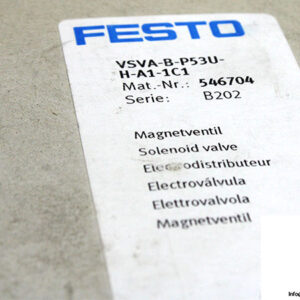 FESTO
VSVA-B-P53U-
H-A1-1C1
Mat.-Nr.: 546704
Serie: B202
Magnetventil
Solenoid valve
Electrodistributeur
Electroválvula
Elettrovalvola
Magnetventil